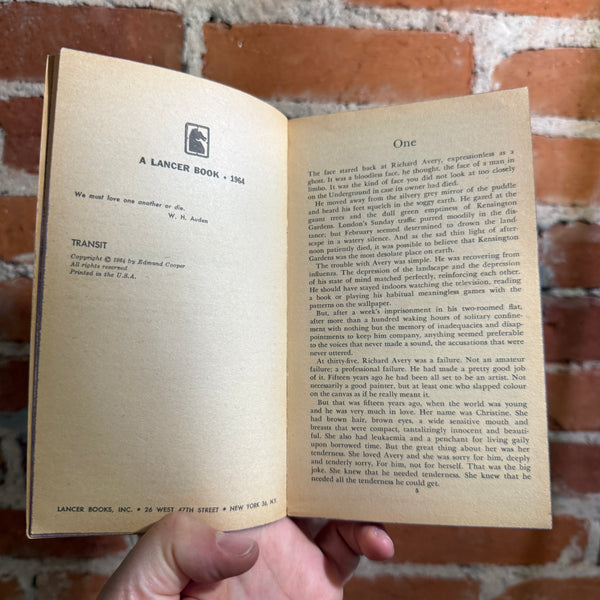 A LANCER BOOK • 1964
We must love one another or die.
W. H. Auden
TRANSIT
Copyright © 1964 by Edmund Cooper
All rights reserved
Printed in the U.S.A.
LANCER BOOKS, INC. • 26 WEST 47TH STREET • NEW YORK 36, N.Y.
One
The face stared back at Richard Avery, expressionless as a
ghost. It was a bloodless face, he thought, the face of a man in
limbo. It was the kind of face you did not look at too closely
on the Underground in case its owner had died.
He moved away from the silvery grey mirror of the puddle
and heard his feet squelch in the soggy earth. He gazed at the
giant trees and the dull green emptiness of Kensington
Gardens. London's Sunday traffic purred moodily in the dis-
tance; but February seemed determined to drown the land-
scape in a watery silence. And as the sad thin light of after-
noon patiently died, it was possible to believe that Kensington
Gardens was the most desolate place on earth.
The trouble with Avery was simple. He was recovering from
influenza. The depression of the landscape and the depression
of his state of mind matched perfectly, reinforcing each other.
He should have stayed indoors watching the television, reading
a book or playing his habitual meaningless games with the
patterns on the wallpaper.
But, after a week's imprisonment in his two-roomed flat,
after more than a hundred waking hours of solitary confine-
ment with nothing but the memory of inadequacies and disap-
pointments to keep him company, anything seemed preferable
to the voices that never made a sound, the accusations that were
never uttered.
At thirty-five, Richard Avery was a failure. Not an amateur
failure: a professional failure. He had made a pretty good job
of it. Fifteen years ago he had been all set to be an artist. Not
necessarily a good painter, but at least one who slapped colour
on the canvas as if he really meant it.
But that was fifteen years ago, when the world was young
and he was very much in love. Her name was Christine. She
had brown hair, brown eyes, a wide sensitive mouth and
breasts that were compact, tantalizingly innocent and beauti-
ful. She also had leukaemia and a penchant for living gaily
upon borrowed time. But the great thing about her was her
tenderness. She loved Avery and she was sorry for him, deeply
and tenderly sorry. For him, not for herself. That was the big
joke. She knew that he needed tenderness. She knew that he
needed all the tenderness he could get.
5